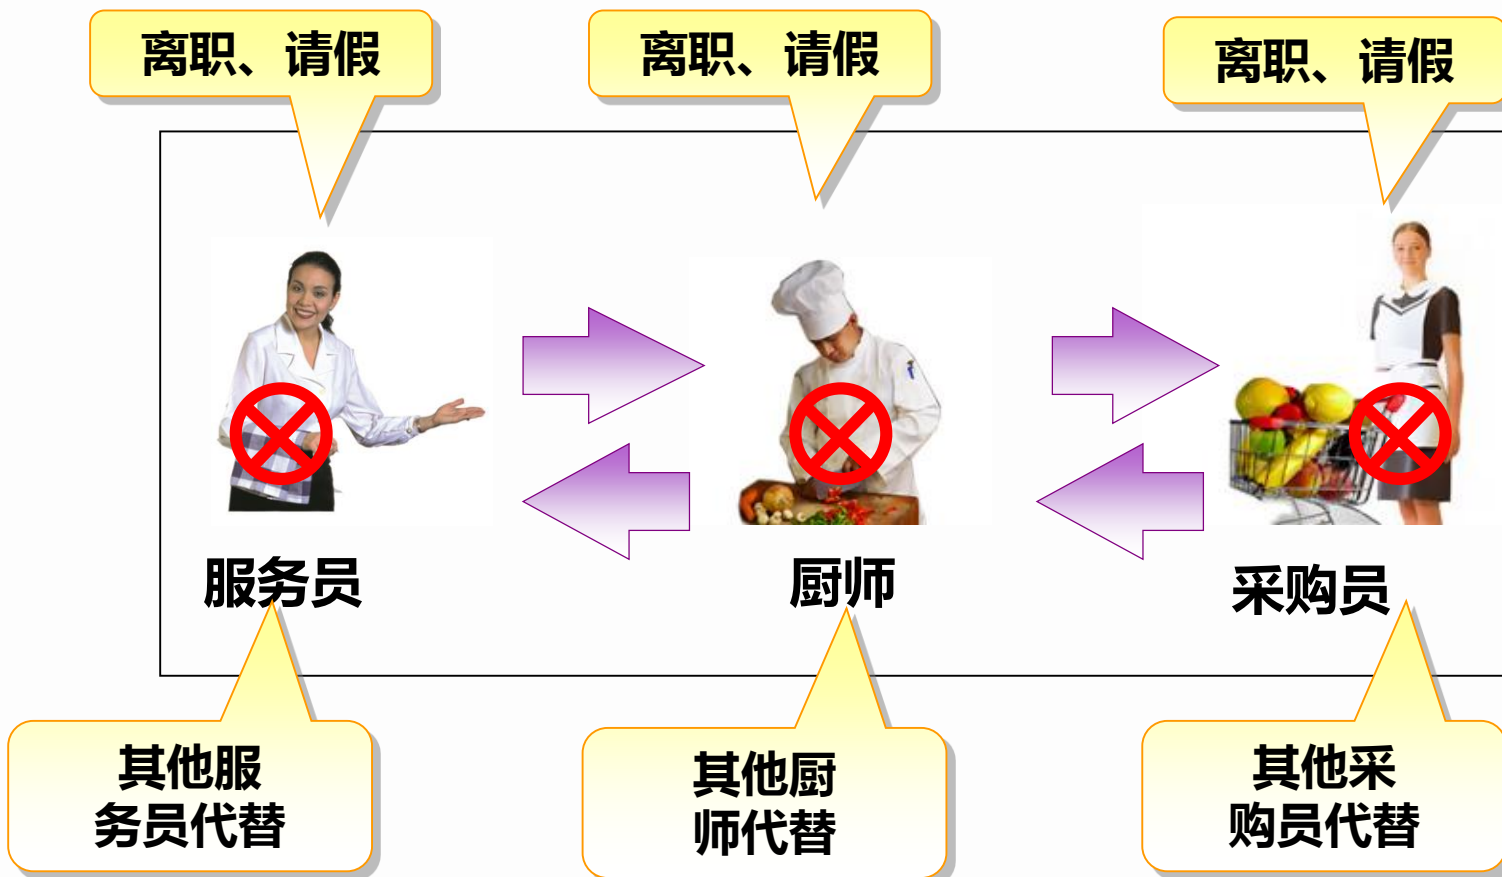 离职、请假
离职、请假
离职、请假
服务员
厨师
采购员
其他服
务员代替
其他厨
师代替
其他采
购员代替